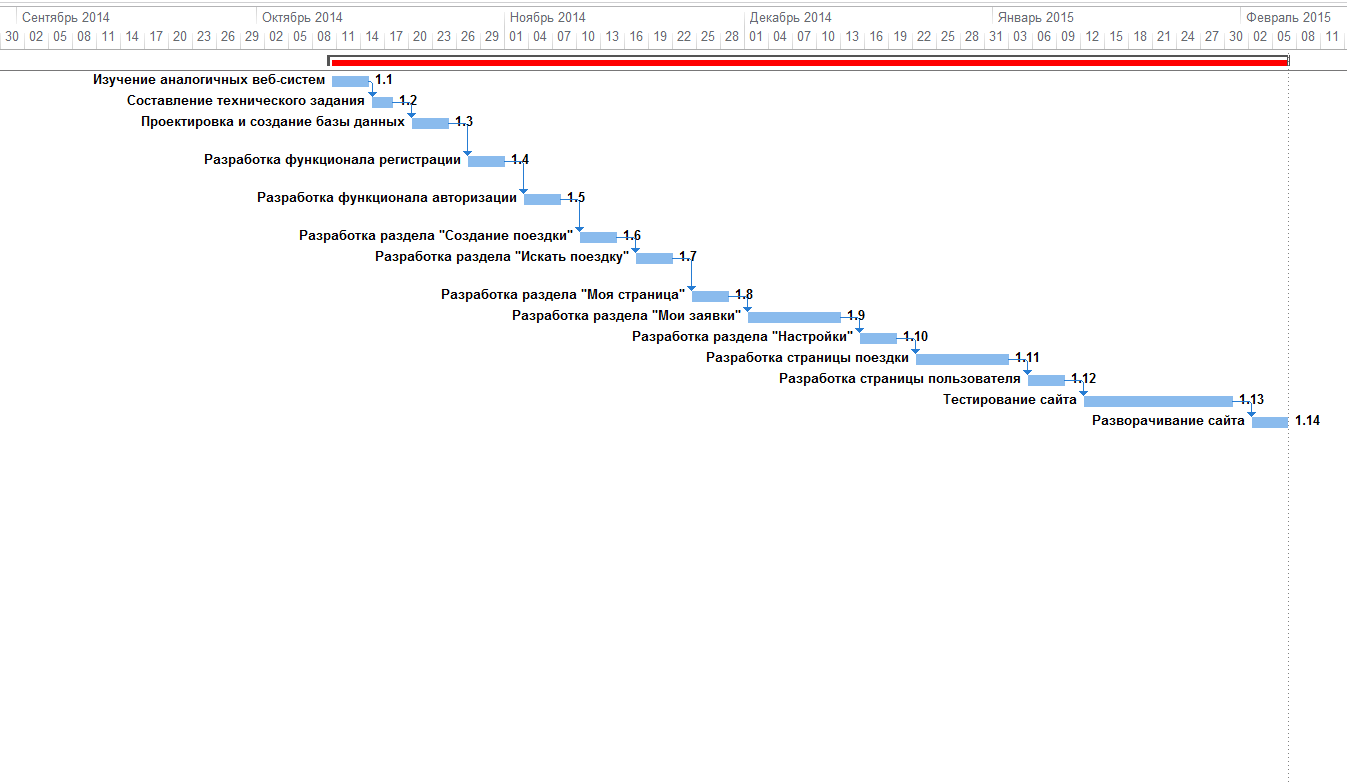 Сентябрь 2014 Октябрь 2014 Ноябрь 2014 Декабрь 2014 Январь 2015 Февраль 2015
30 02 05 08 11 14 17 20 23 26 29 02 05 08 11 14 17 20 23 26 29 01 04 07 10 13 16 19 22 25 28 01 04 07 10 13 16 19 22 25 28 31 03 06 09 12 15 18 21 24 27 30 02 05 08 11
Изучение аналогичных веб-систем 1.1
Составление технического задания 1.2
Проектировка и создание базы данных 1.3
Разработка функционала регистрации 1.4
Разработка функционала авторизации 1.5
Разработка раздела "Создание поездки" 1.6
Разработка раздела "Искать поездку" 1.7
Разработка раздела "Моя страница" 1.8
Разработка раздела "Мои заявки" 1.9
Разработка раздела "Настройки" 1.10
Разработка страницы поездки 1.11
Разработка страницы пользователя 1.12
Тестирование сайта 1.13
Разворачивание сайта 1.14